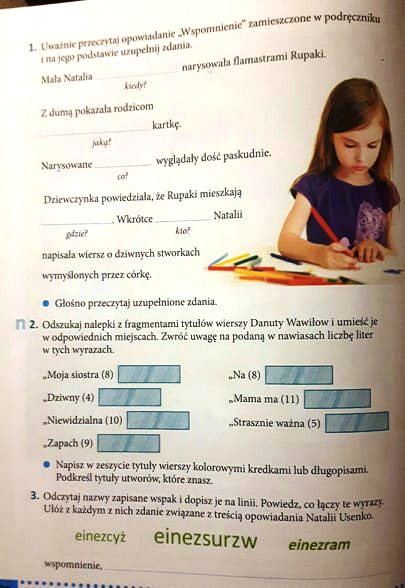 1. Uważnie przeczytaj opowiadanie „Wspomnienie” zamieszczone w podręczniku
i na jego podstawie uzupełnij zdania.
Mała Natalia ____________ narysowała flamastrami Rupaki.
kiedy?
Z dumą pokazała rodzicom
____________ kartkę.
jaką?
Narysowane ____________ wyglądały dość paskudnie.
co?
Dziewczynka powiedziała, że Rupaki mieszkają
____________. Wkrótce ____________ Natalii
gdzie? kto?
napisała wiersz o dziwnych stworkach
wymyślonych przez córkę.
Głośno przeczytaj uzupełnione zdania.
n 2. Odszukaj nalepki z fragmentami tytułów wierszy Danuty Wawiłow i umieść je
w odpowiednich miejscach. Zwróć uwagę na podaną w nawiasach liczbę liter
w tych wyrazach.
„Moja siostra (8) „Na (8)
„Dziwny (4) „Mama ma (11)
„Niewidzialna (10) „Strasznie ważna (5)
„Zapach (9)
Napisz w zeszycie tytuły wierszy kolorowymi kredkami lub długopisami.
Podkreśl tytuły utworów, które znasz.
3. Odczytaj nazwy zapisane wspak i dopisz je na linii. Powiedz, co łączy te wyrazy.
Ułóż z każdym z nich zdanie związane z treścią opowiadania Natalii Usenko.
einezcyż einezsurzw einezram
wspomnienie, ____________